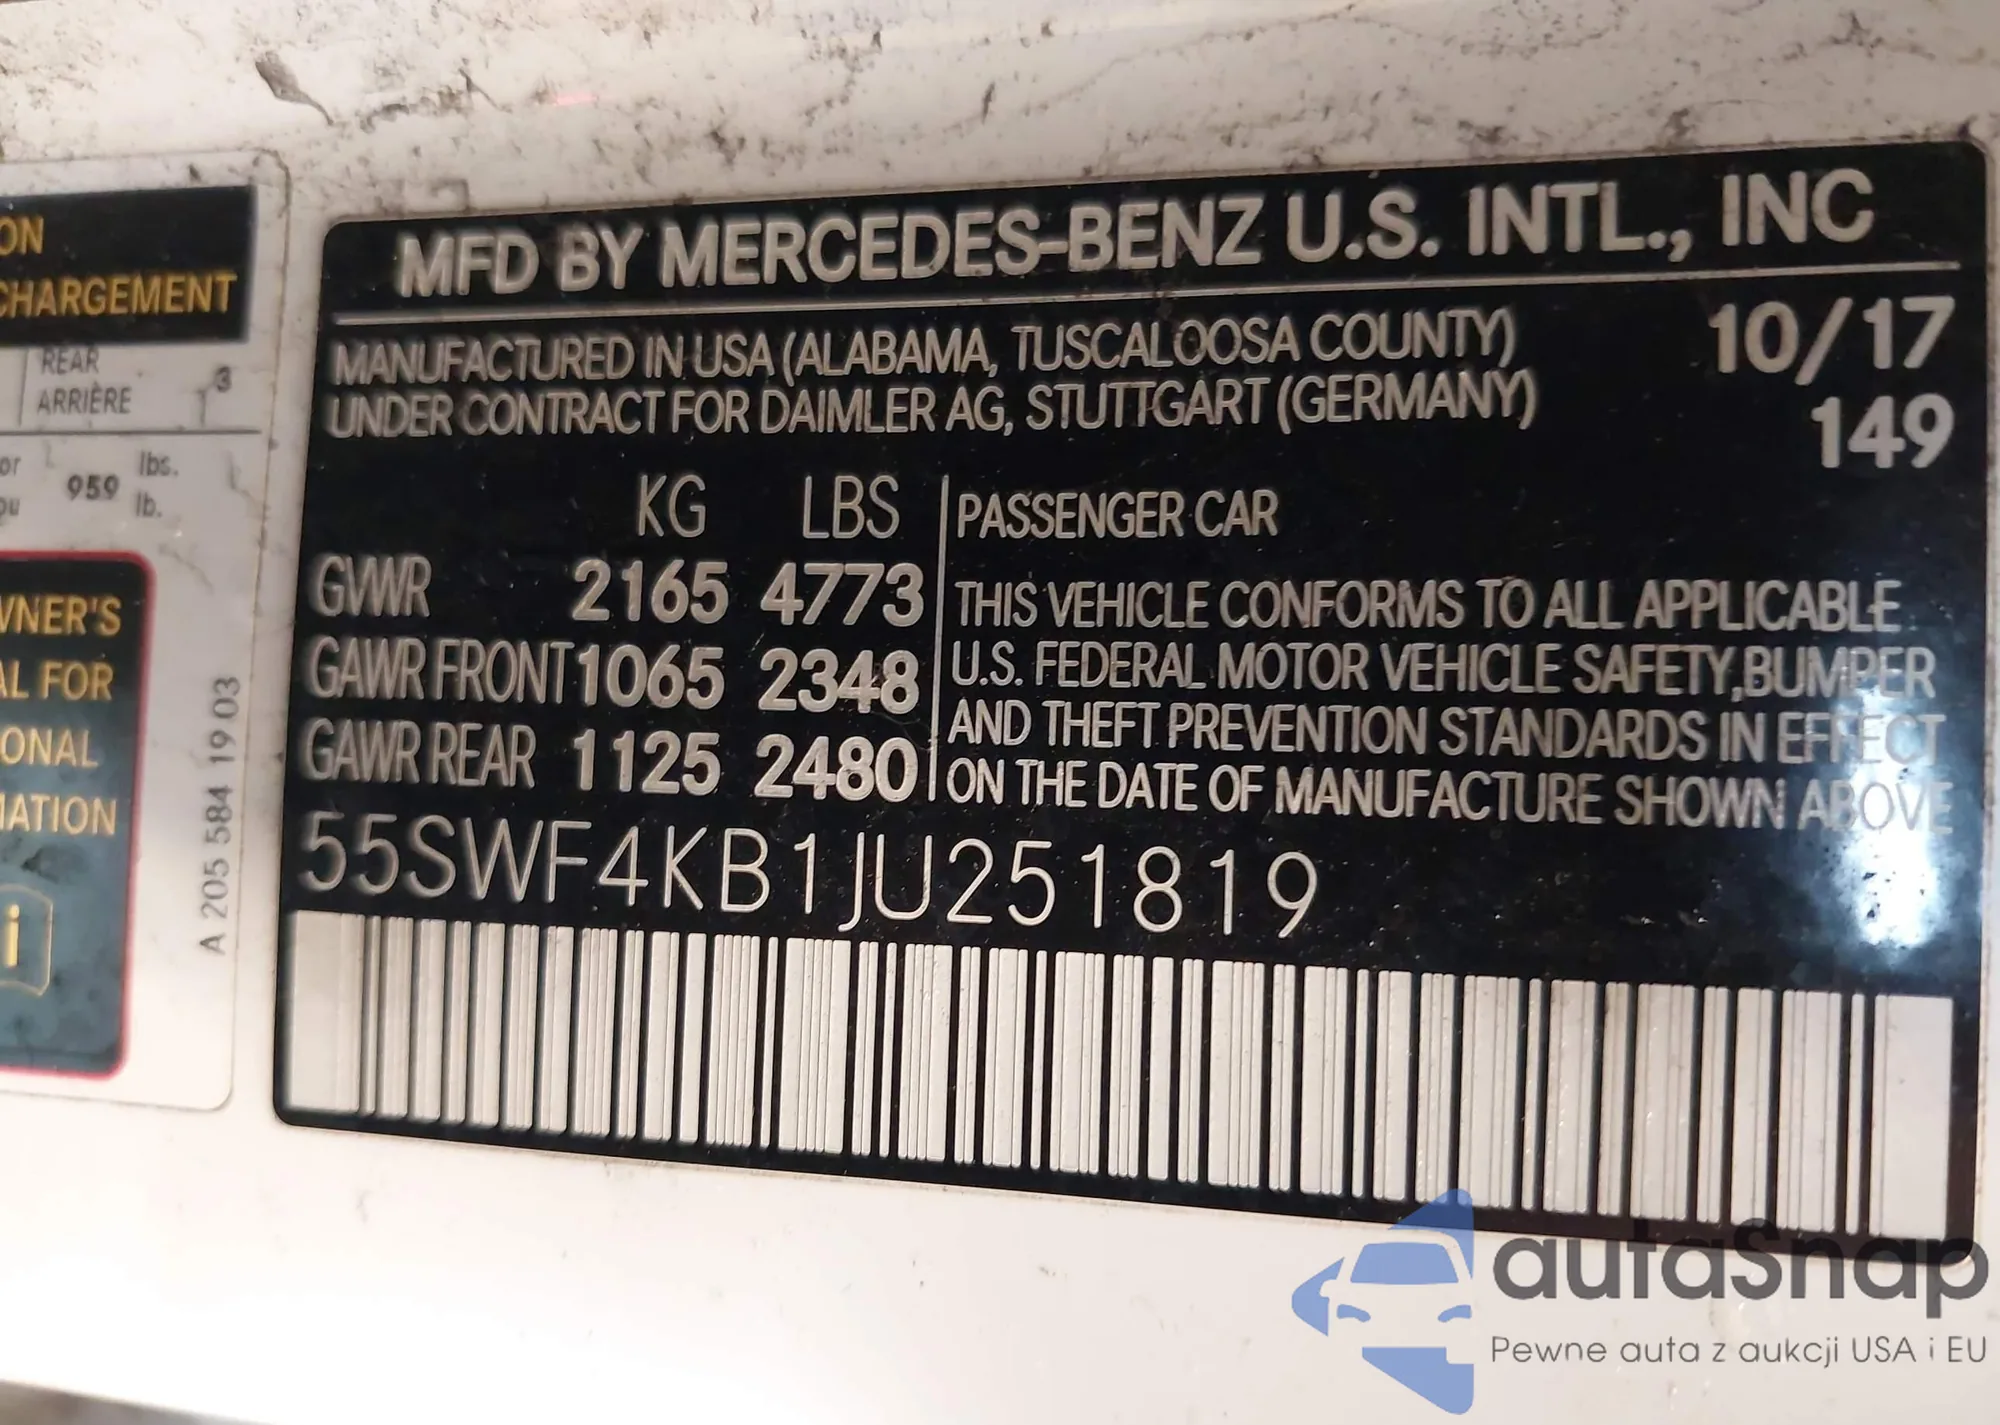 ON
CHARGEMENT
REAR
ARRIÈRE 3
or
ou 959 lbs.
lb.
WNER'S
AL FOR
ONAL
MATION
i
A 205 584 19 03
MFD BY MERCEDES-BENZ U.S. INTL., INC
MANUFACTURED IN USA (ALABAMA, TUSCALOOSA COUNTY) 10/17
UNDER CONTRACT FOR DAIMLER AG, STUTTGART (GERMANY) 149
KG LBS
GVWR 2165 4773
GAWR FRONT 1065 2348
GAWR REAR 1125 2480
PASSENGER CAR
THIS VEHICLE CONFORMS TO ALL APPLICABLE
U.S. FEDERAL MOTOR VEHICLE SAFETY, BUMPER
AND THEFT PREVENTION STANDARDS IN EFFECT
ON THE DATE OF MANUFACTURE SHOWN ABOVE
55SWF4KB1JU251819
autaSnap
Pewne auta z aukcji USA i EU